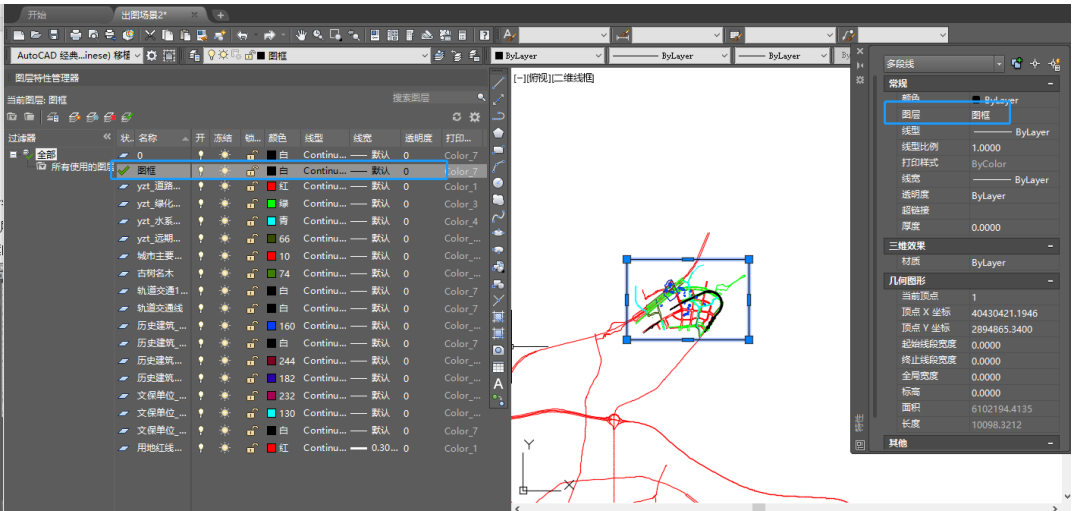 开始
出图场景2*
AutoCAD 经典...inese) 移植
图框
ByLayer
ByLayer
ByLayer
图层特性管理器
当前图层: 图框
搜索图层
过滤器
全部
所有使用的图层
状.. 名称 开 冻结 锁... 颜色 线型 线宽 透明度 打印...
0 白 Continu... 默认 0 Color_7
图框 白 Continu... 默认 0 Color_7
yzt_道路... 红 Continu... 默认 0 Color_1
yzt_绿化... 绿 Continu... 默认 0 Color_3
yzt_水系... 青 Continu... 默认 0 Color_4
yzt_远期... 66 Continu... 默认 0 Color_...
城市主要... 10 Continu... 默认 0 Color_...
古树名木 74 Continu... 默认 0 Color_...
轨道交通1... 白 Continu... 默认 0 Color_7
轨道交通线 白 Continu... 默认 0 Color_7
历史建筑_... 160 Continu... 默认 0 Color_...
历史建筑_... 白 Continu... 默认 0 Color_7
历史建筑... 244 Continu... 默认 0 Color_...
历史建筑... 182 Continu... 默认 0 Color_...
文保单位_... 232 Continu... 默认 0 Color_...
文保单位_... 130 Continu... 默认 0 Color_...
文保单位_... 白 Continu... 默认 0 Color_7
用地红线... 红 Continu... 0.30... 0 Color_1
[-][俯视][二维线框]
Y
X
多段线
常规
颜色 ByLayer
图层 图框
线型 ByLayer
线型比例 1.0000
打印样式 ByColor
线宽 ByLayer
透明度 ByLayer
超链接
厚度 0.0000
三维效果
材质 ByLayer
几何图形
当前顶点 1
顶点 X 坐标 40430421.1946
顶点 Y 坐标 2894865.3400
起始线段宽度 0.0000
终止线段宽度 0.0000
全局宽度 0.0000
标高 0.0000
面积 6102194.4135
长度 10098.3212
其他